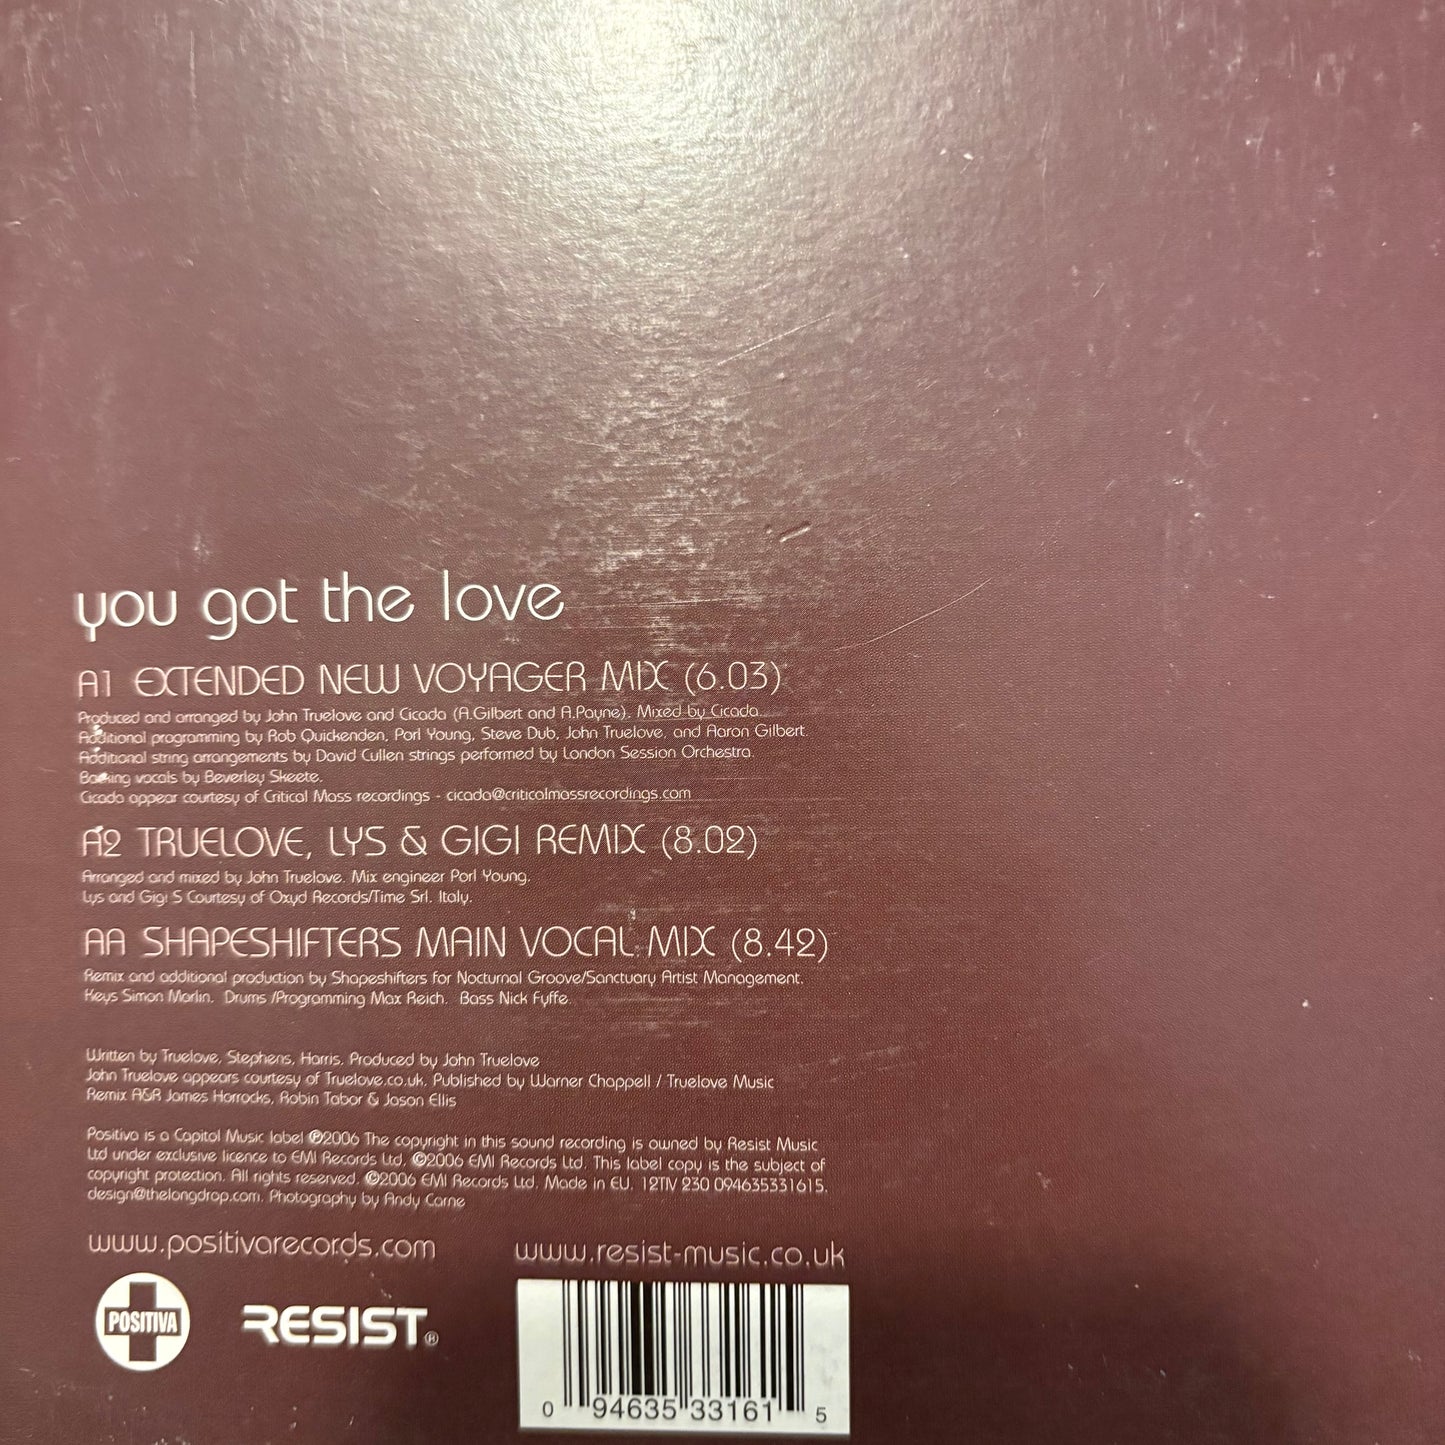 you got the love
A1 EXTENDED NEW VOYAGER MIX (6.03)
Produced and arranged by John Truelove and Cicada (A.Gilbert and A.Payne). Mixed by Cicada.
Additional programming by Rob Quickenden, Porl Young, Steve Dub, John Truelove, and Aaron Gilbert.
Additional string arrangements by David Cullen strings performed by London Session Orchestra.
Backing vocals by Beverley Skeete.
Cicada appear courtesy of Critical Mass recordings - cicada@criticalmassrecordings.com
A2 TRUELOVE, LYS & GIGI REMIX (8.02)
Arranged and mixed by John Truelove. Mix engineer Porl Young.
Lys and Gigi S Courtesy of Oxyd Records/Time Srl. Italy.
AA SHAPESHIFTERS MAIN VOCAL MIX (8.42)
Remix and additional production by Shapeshifters for Nocturnal Groove/Sanctuary Artist Management.
Keys Simon Marlin. Drums /Programming Max Reich. Bass Nick Fyffe.
Written by Truelove, Stephens, Harris. Produced by John Truelove
John Truelove appears courtesy of Truelove.co.uk. Published by Warner Chappell / Truelove Music
Remix A&R James Horrocks, Robin Tabor & Jason Ellis
Positiva is a Capitol Music label ℗2006 The copyright in this sound recording is owned by Resist Music
Ltd under exclusive licence to EMI Records Ltd. ©2006 EMI Records Ltd. This label copy is the subject of
copyright protection. All rights reserved. ©2006 EMI Records Ltd. Made in EU. 12TIV 230 094635331615.
design@thelongdrop.com. Photography by Andy Carne
www.positivarecords.com
www.resist-music.co.uk
POSITIVA
RESIST®
0 94635 33161 5